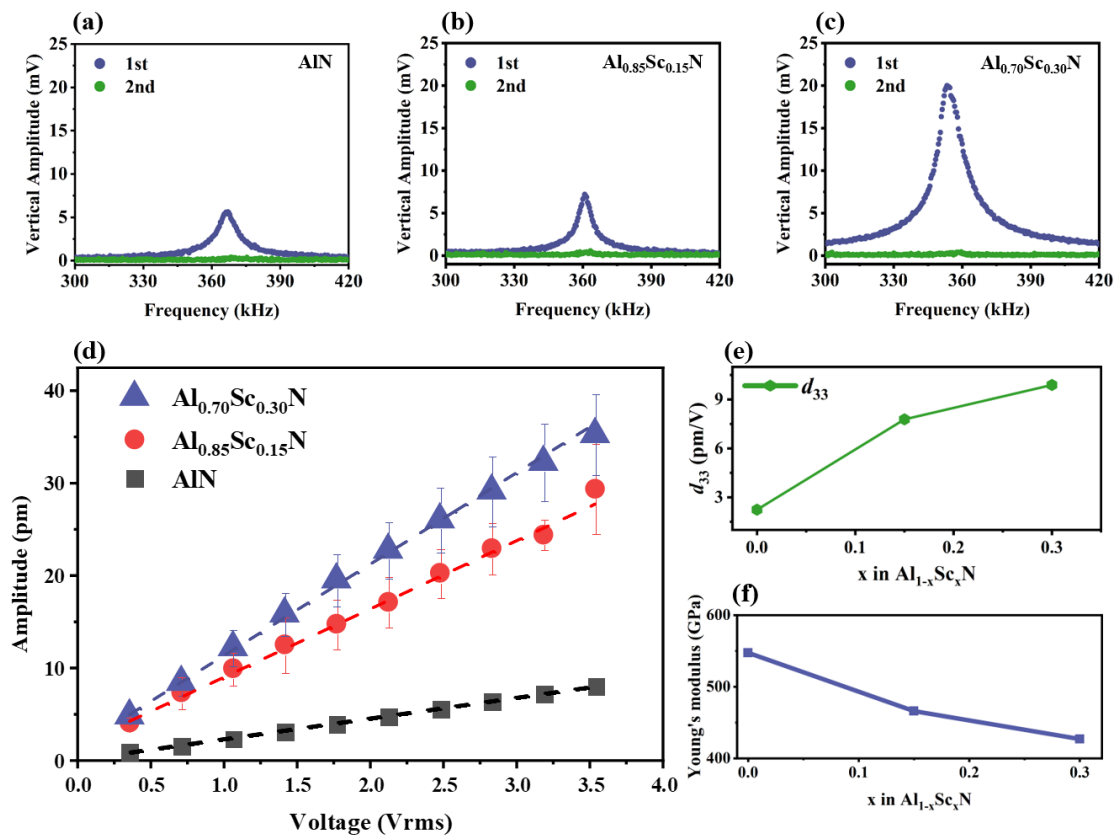 (a)
25
20
15
10
5
0
Vertical Amplitude (mV)
1st
2nd
AlN
300
330
360
390
420
Frequency (kHz)
(b)
25
20
15
10
5
0
Vertical Amplitude (mV)
1st
2nd
Al₀.₈₅Sc₀.₁₅N
300
330
360
390
420
Frequency (kHz)
(c)
25
20
15
10
5
0
Vertical Amplitude (mV)
1st
2nd
Al₀.₇₀Sc₀.₃₀N
300
330
360
390
420
Frequency (kHz)
(d)
40
30
20
10
0
Amplitude (pm)
Al₀.₇₀Sc₀.₃₀N
Al₀.₈₅Sc₀.₁₅N
AlN
0.0
0.5
1.0
1.5
2.0
2.5
3.0
3.5
4.0
Voltage (Vrms)
(e)
9
6
3
d₃₃ (pm/V)
d₃₃
0.0
0.1
0.2
0.3
x in Al₁₋ₓScₓN
(f)
600
500
400
Young's modulus (GPa)
0.0
0.1
0.2
0.3
x in Al₁₋ₓScₓN